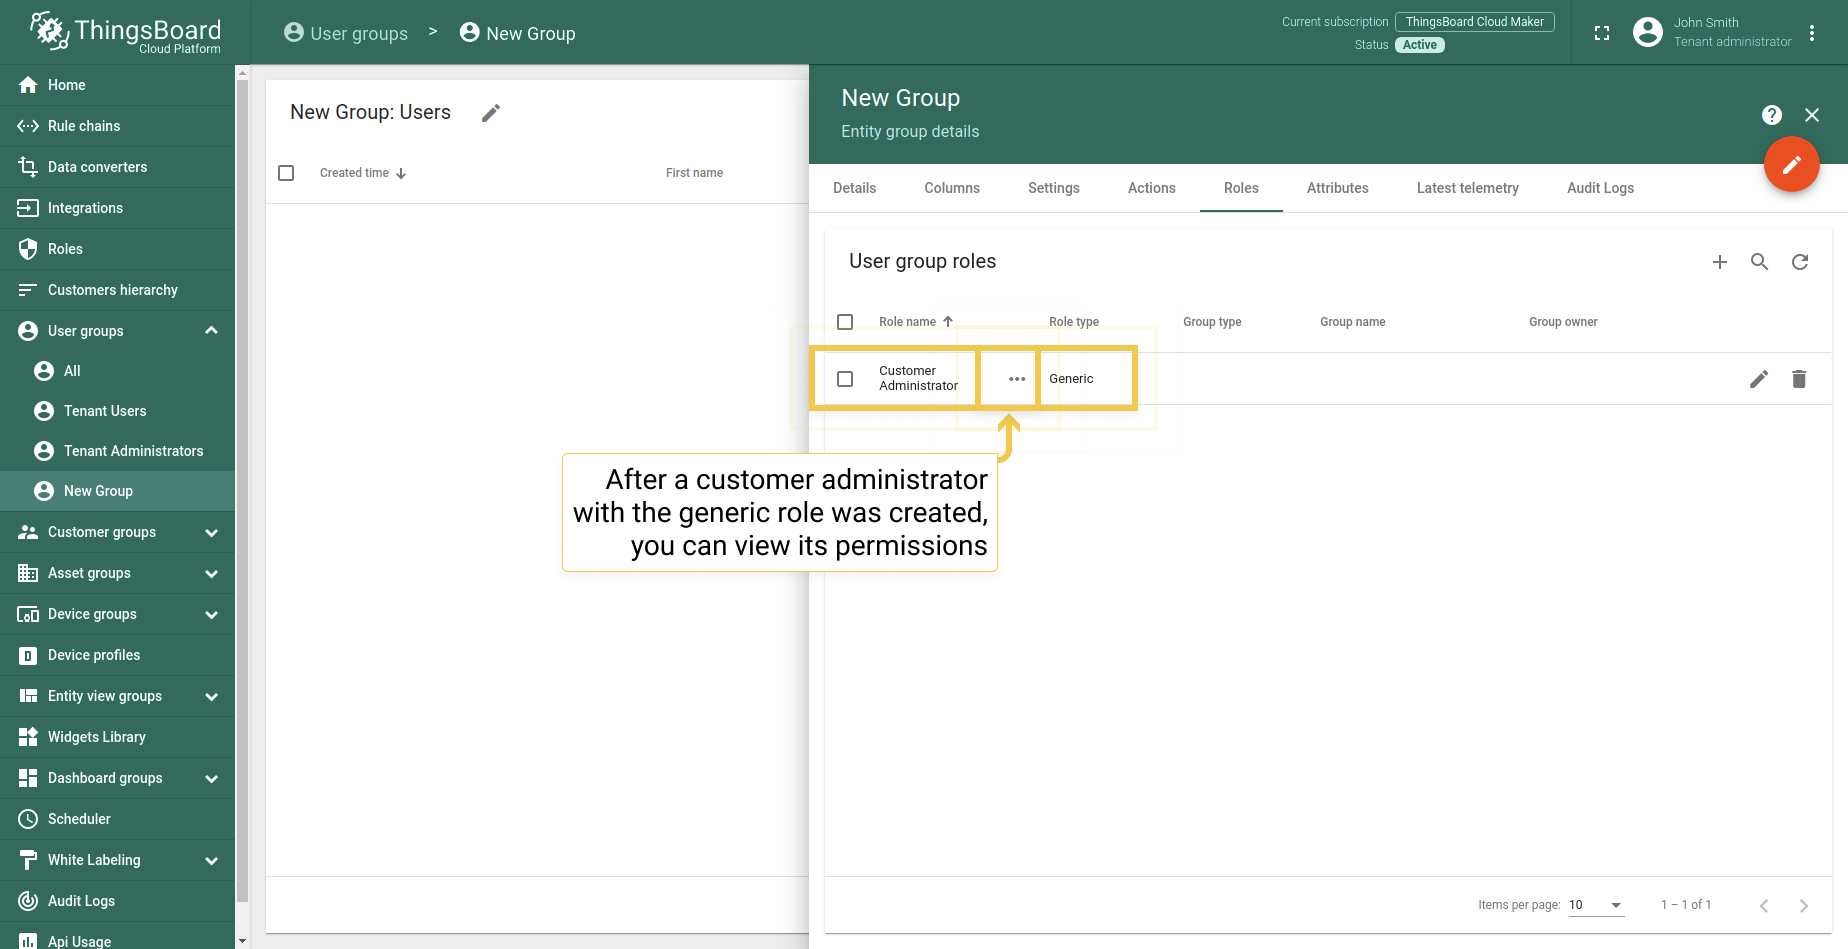 ThingsBoard
Cloud Platform
User groups > New Group
Current subscription ThingsBoard Cloud Maker
Status Active
John Smith
Tenant administrator
Home
Rule chains
Data converters
Integrations
Roles
Customers hierarchy
User groups
All
Tenant Users
Tenant Administrators
New Group
Customer groups
Asset groups
Device groups
Device profiles
Entity view groups
Widgets Library
Dashboard groups
Scheduler
White Labeling
Audit Logs
Api Usage
New Group: Users
Created time
First name
New Group
Entity group details
Details Columns Settings Actions Roles Attributes Latest telemetry Audit Logs
User group roles
Role name Role type Group type Group name Group owner
Customer
Administrator
Generic
After a customer administrator
with the generic role was created,
you can view its permissions
Items per page: 10 1 – 1 of 1